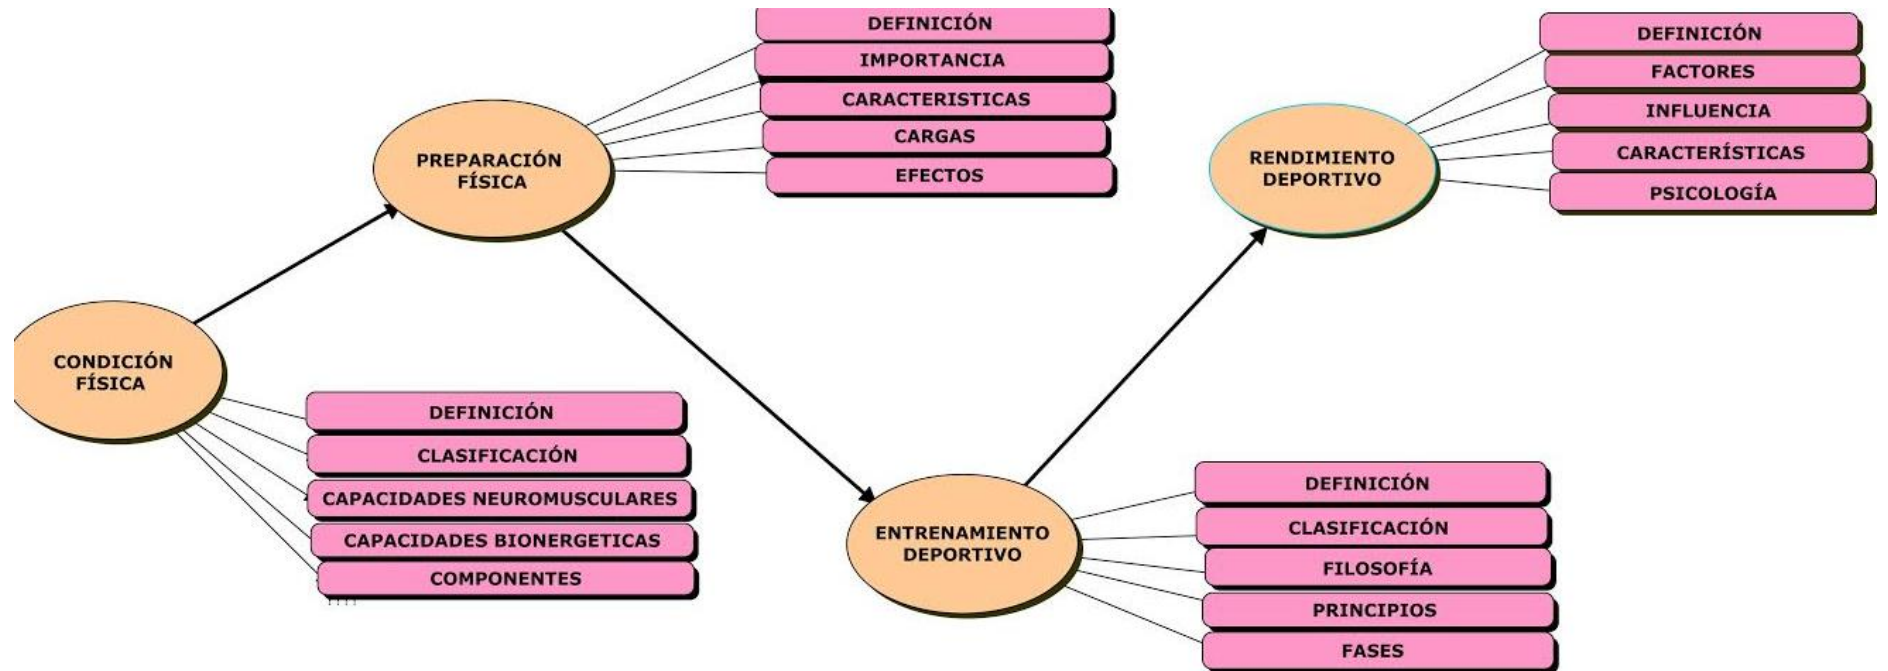 PREPARACIÓN
FÍSICA
DEFINICIÓN
IMPORTANCIA
CARACTERISTICAS
CARGAS
EFECTOS
RENDIMIENTO
DEPORTIVO
DEFINICIÓN
FACTORES
INFLUENCIA
CARACTERÍSTICAS
PSICOLOGÍA
CONDICIÓN
FÍSICA
DEFINICIÓN
CLASIFICACIÓN
CAPACIDADES NEUROMUSCULARES
CAPACIDADES BIONERGETICAS
COMPONENTES
ENTRENAMIENTO
DEPORTIVO
DEFINICIÓN
CLASIFICACIÓN
FILOSOFÍA
PRINCIPIOS
FASES